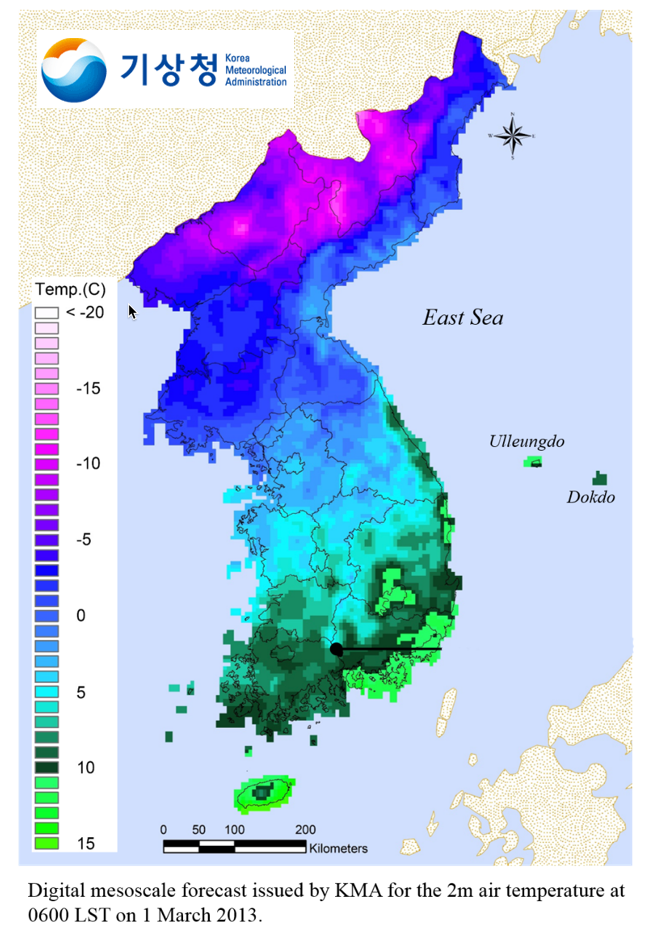 기상청
Korea
Meteorological
Administration
N
W E
S
Temp.(C)
< -20
-15
-10
-5
0
5
10
15
East Sea
Ulleungdo
Dokdo
0 50 100 200
Kilometers
Digital mesoscale forecast issued by KMA for the 2m air temperature at
0600 LST on 1 March 2013.